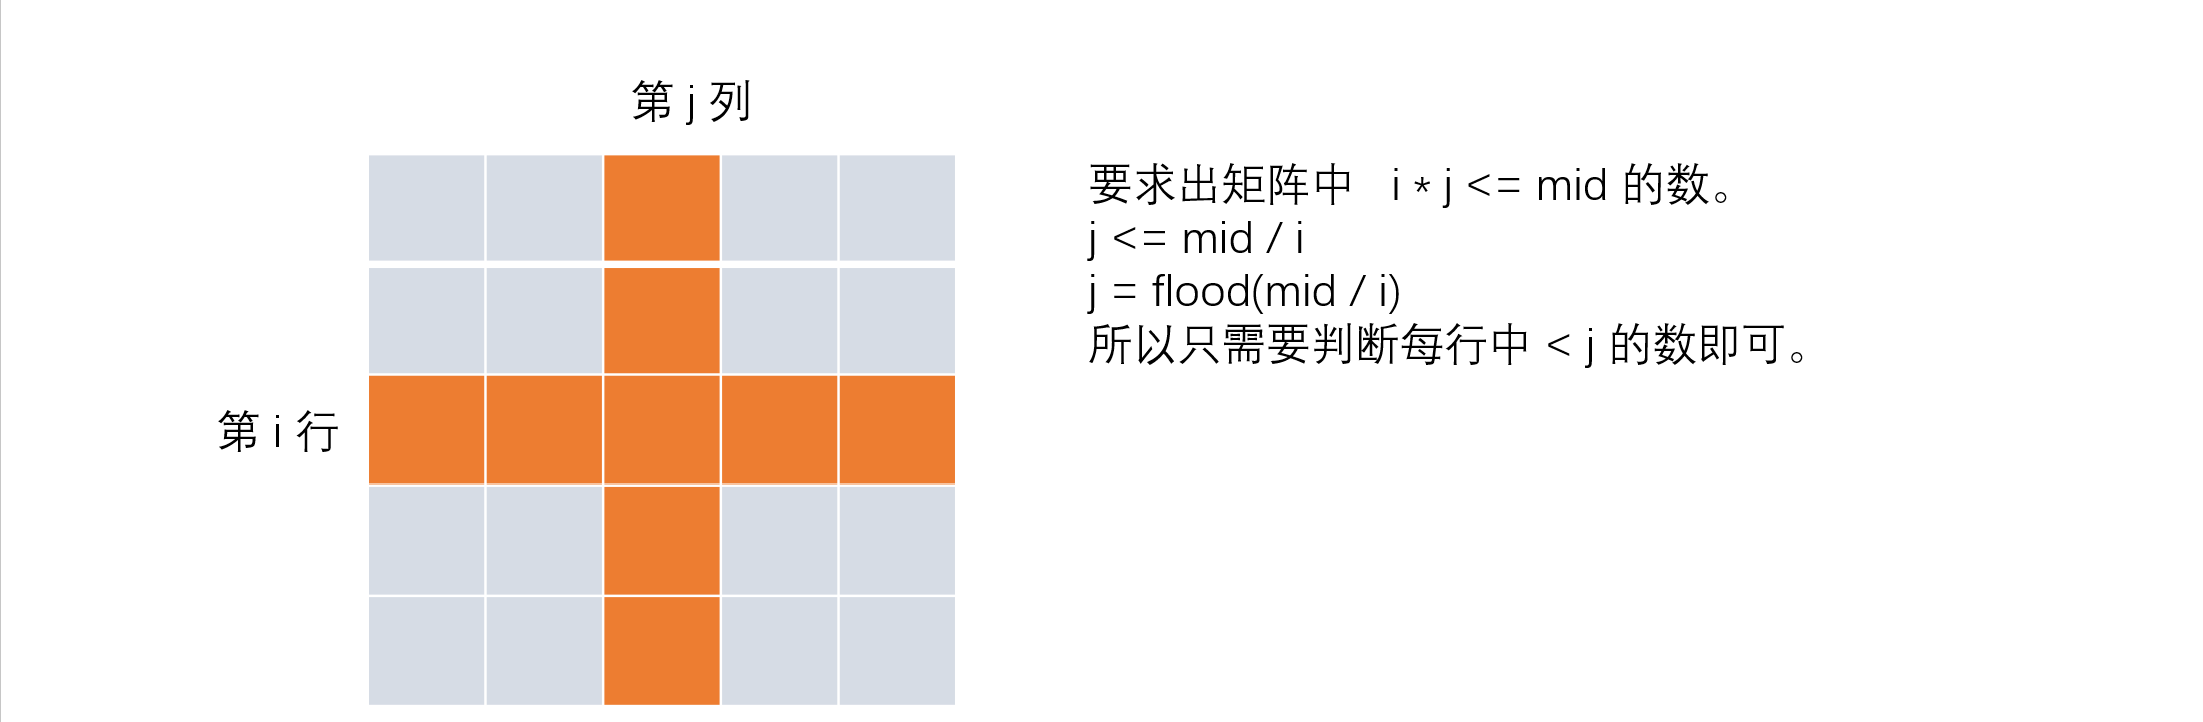 第 j 列
第 i 行
要求出矩阵中 i * j <= mid 的数。
j <= mid / i
j = flood(mid / i)
所以只需要判断每行中 < j 的数即可。